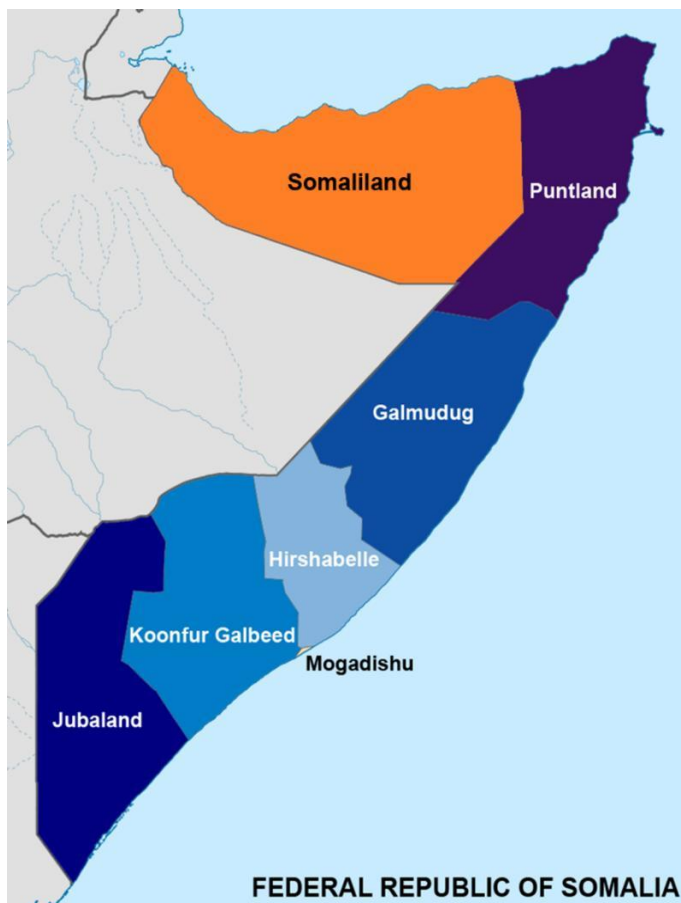 Somaliland
Puntland
Galmudug
Hirshabelle
Koonfur Galbeed
Mogadishu
Jubaland
FEDERAL REPUBLIC OF SOMALIA